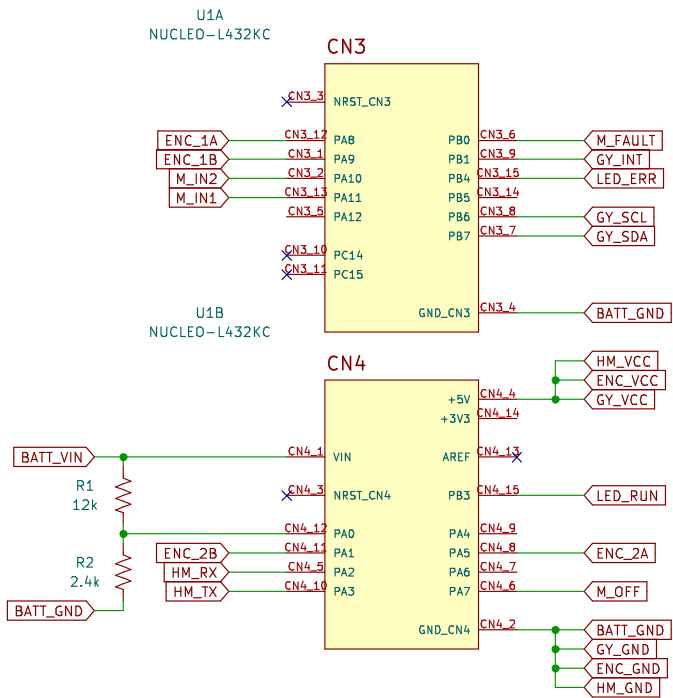 U1A
NUCLEO-L432KC
CN3
CN3_3 NRST_CN3
ENC_1A CN3_12 PA8 PB0 CN3_6 M_FAULT
ENC_1B CN3_1 PA9 PB1 CN3_9 GY_INT
M_IN2 CN3_2 PA10 PB4 CN3_15 LED_ERR
M_IN1 CN3_13 PA11 PB5 CN3_14
CN3_5 PA12 PB6 CN3_8 GY_SCL
PB7 CN3_7 GY_SDA
CN3_10 PC14
CN3_11 PC15
GND_CN3 CN3_4 BATT_GND
U1B
NUCLEO-L432KC
CN4
HM_VCC
ENC_VCC
+5V CN4_4 GY_VCC
+3V3 CN4_14
BATT_VIN CN4_1 VIN AREF CN4_13
R1
12k
CN4_3 NRST_CN4 PB3 CN4_15 LED_RUN
CN4_12 PA0 PA4 CN4_9
ENC_2B CN4_11 PA1 PA5 CN4_8 ENC_2A
R2
2.4k
HM_RX CN4_5 PA2 PA6 CN4_7
HM_TX CN4_10 PA3 PA7 CN4_6 M_OFF
BATT_GND
GND_CN4 CN4_2 BATT_GND
GY_GND
ENC_GND
HM_GND